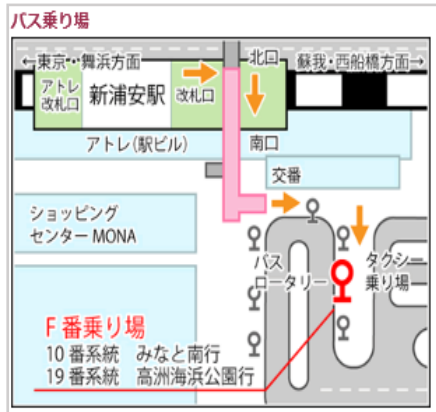 バス乗り場
←東京・舞浜方面
北口
蘇我・西船橋方面→
アトレ
改札口
新浦安駅
改札口
アトレ(駅ビル)
南口
交番
ショッピング
センター MONA
バス
ロータリー
タクシー
乗り場
F 番乗り場
10 番系統 みなと南行
19 番系統 高洲海浜公園行